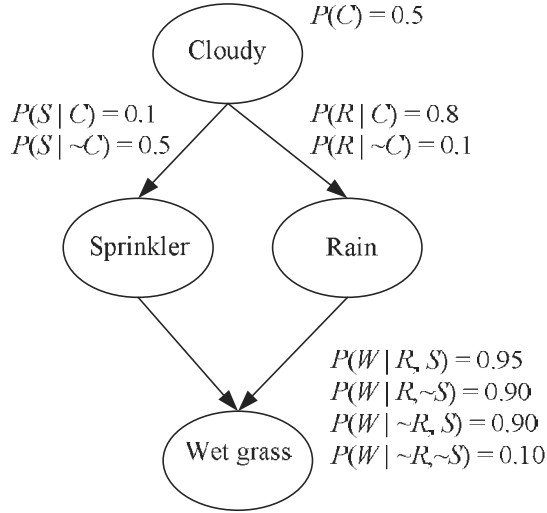 P(C) = 0.5
Cloudy
P(S | C) = 0.1
P(S | ~C) = 0.5
P(R | C) = 0.8
P(R | ~C) = 0.1
Sprinkler
Rain
P(W | R, S) = 0.95
P(W | R,~S) = 0.90
P(W | ~R, S) = 0.90
P(W | ~R,~S) = 0.10
Wet grass